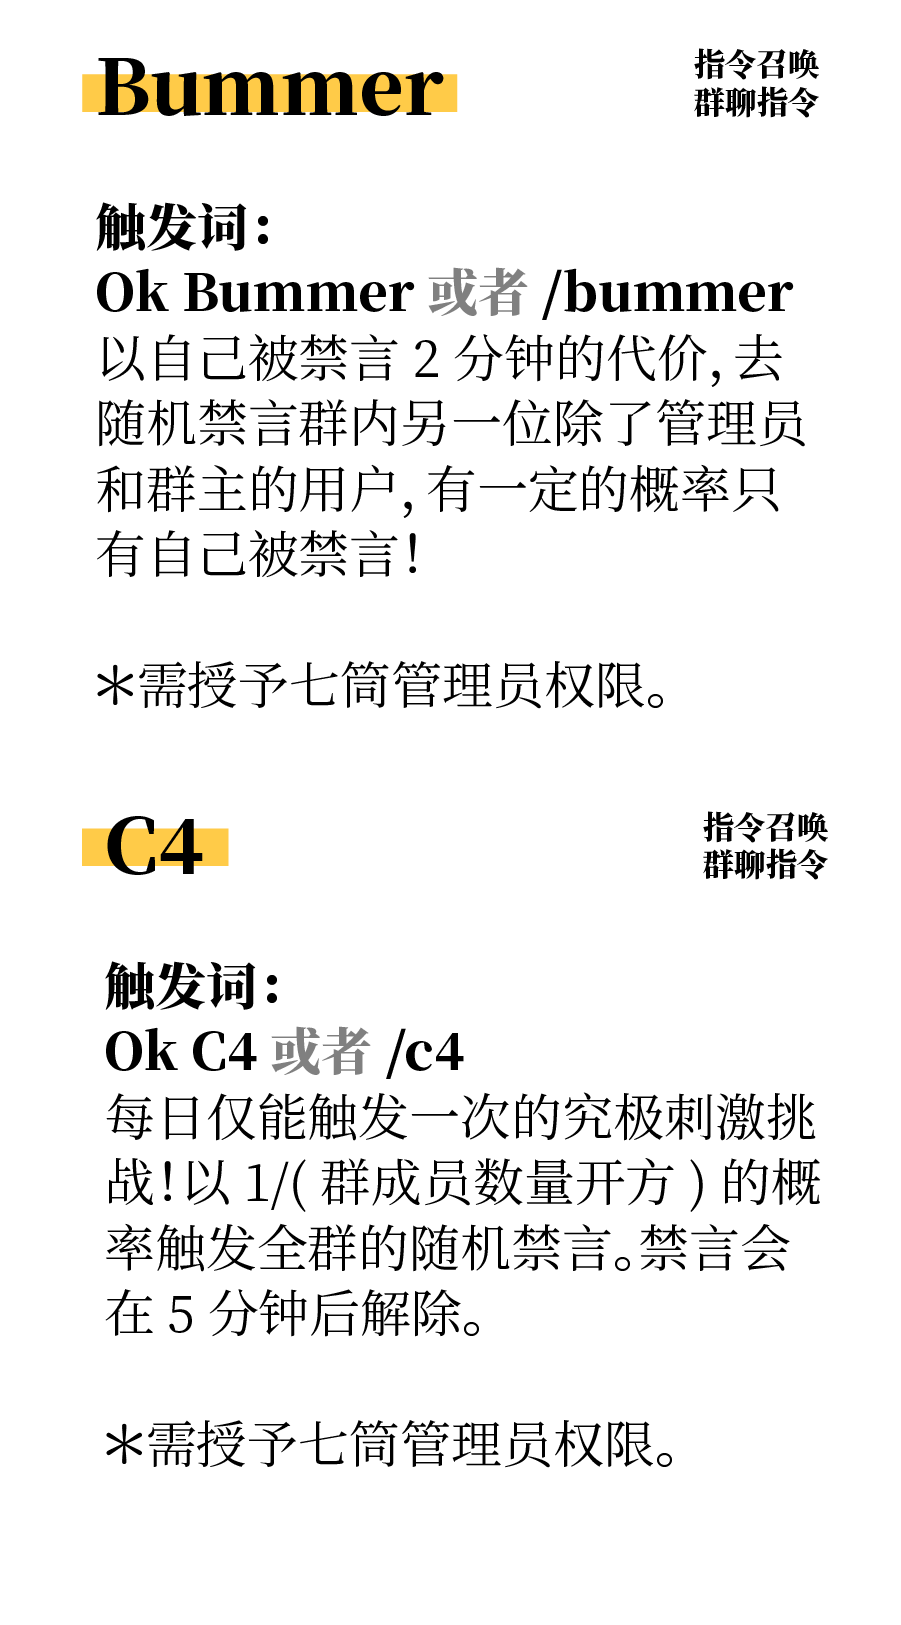 Bummer
指令召唤
群聊指令
触发词：
Ok Bummer 或者 /bummer
以自己被禁言 2 分钟的代价，去
随机禁言群内另一位除了管理员
和群主的用户，有一定的概率只
有自己被禁言！
＊需授予七筒管理员权限。
C4
指令召唤
群聊指令
触发词：
Ok C4 或者 /c4
每日仅能触发一次的究极刺激挑
战！以 1/( 群成员数量开方 ) 的概
率触发全群的随机禁言。禁言会
在 5 分钟后解除。
＊需授予七筒管理员权限。